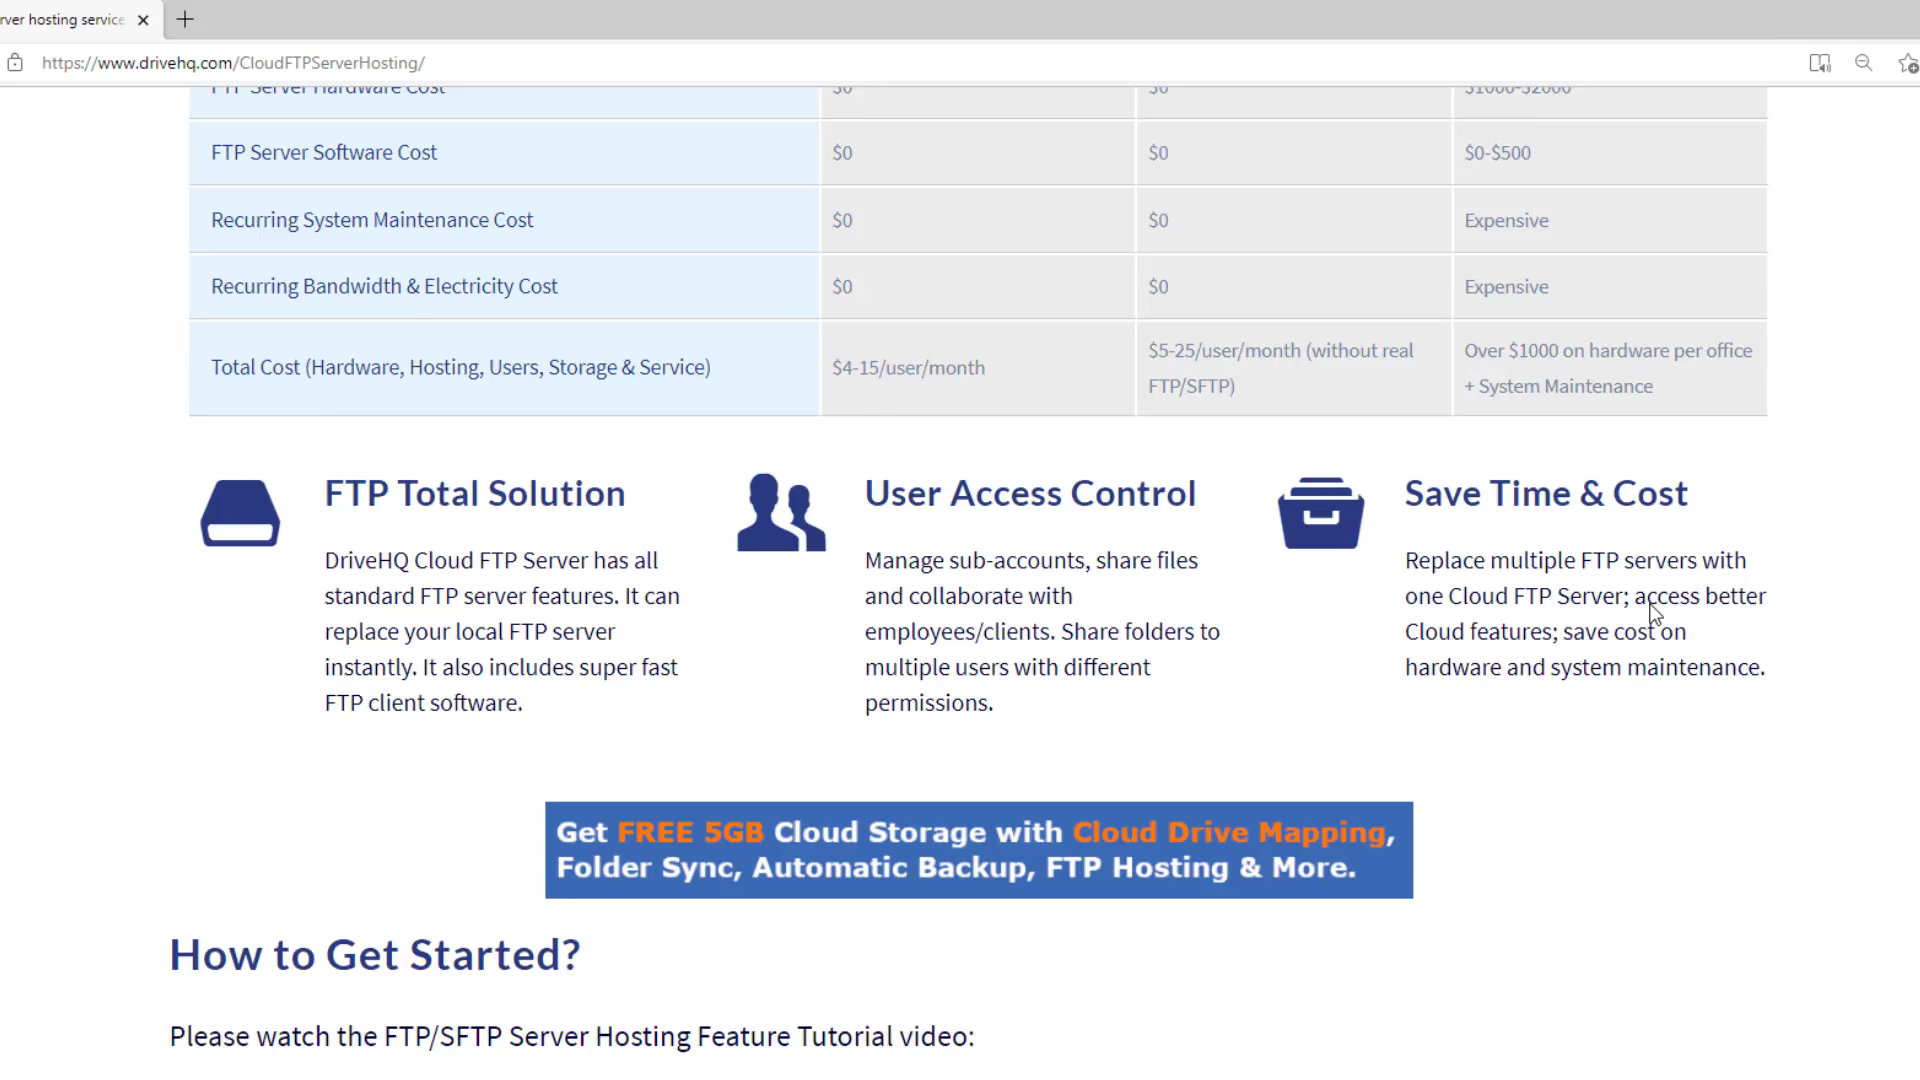 rver hosting service
https://www.drivehq.com/CloudFTPServerHosting/
FTP Server Hardware Cost $0 $0 $1000-$2000
FTP Server Software Cost $0 $0 $0-$500
Recurring System Maintenance Cost $0 $0 Expensive
Recurring Bandwidth & Electricity Cost $0 $0 Expensive
Total Cost (Hardware, Hosting, Users, Storage & Service) $4-15/user/month
$5-25/user/month (without real
FTP/SFTP)
Over $1000 on hardware per office
+ System Maintenance
FTP Total Solution
DriveHQ Cloud FTP Server has all
standard FTP server features. It can
replace your local FTP server
instantly. It also includes super fast
FTP client software.
User Access Control
Manage sub-accounts, share files
and collaborate with
employees/clients. Share folders to
multiple users with different
permissions.
Save Time & Cost
Replace multiple FTP servers with
one Cloud FTP Server; access better
Cloud features; save cost on
hardware and system maintenance.
Get FREE 5GB Cloud Storage with Cloud Drive Mapping,
Folder Sync, Automatic Backup, FTP Hosting & More.
How to Get Started?
Please watch the FTP/SFTP Server Hosting Feature Tutorial video: